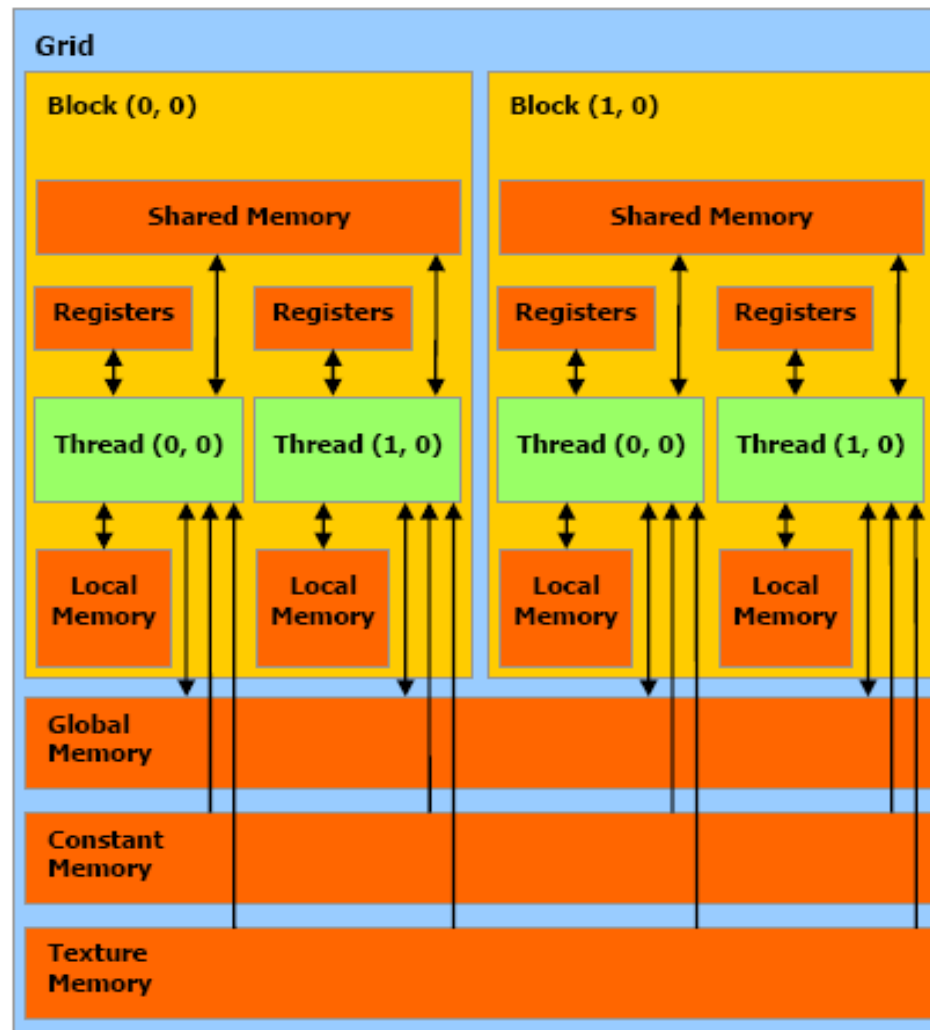 Grid
Block (0, 0)
Block (1, 0)
Shared Memory
Shared Memory
Registers
Registers
Registers
Registers
Thread (0, 0)
Thread (1, 0)
Thread (0, 0)
Thread (1, 0)
Local
Memory
Local
Memory
Local
Memory
Local
Memory
Global
Memory
Constant
Memory
Texture
Memory